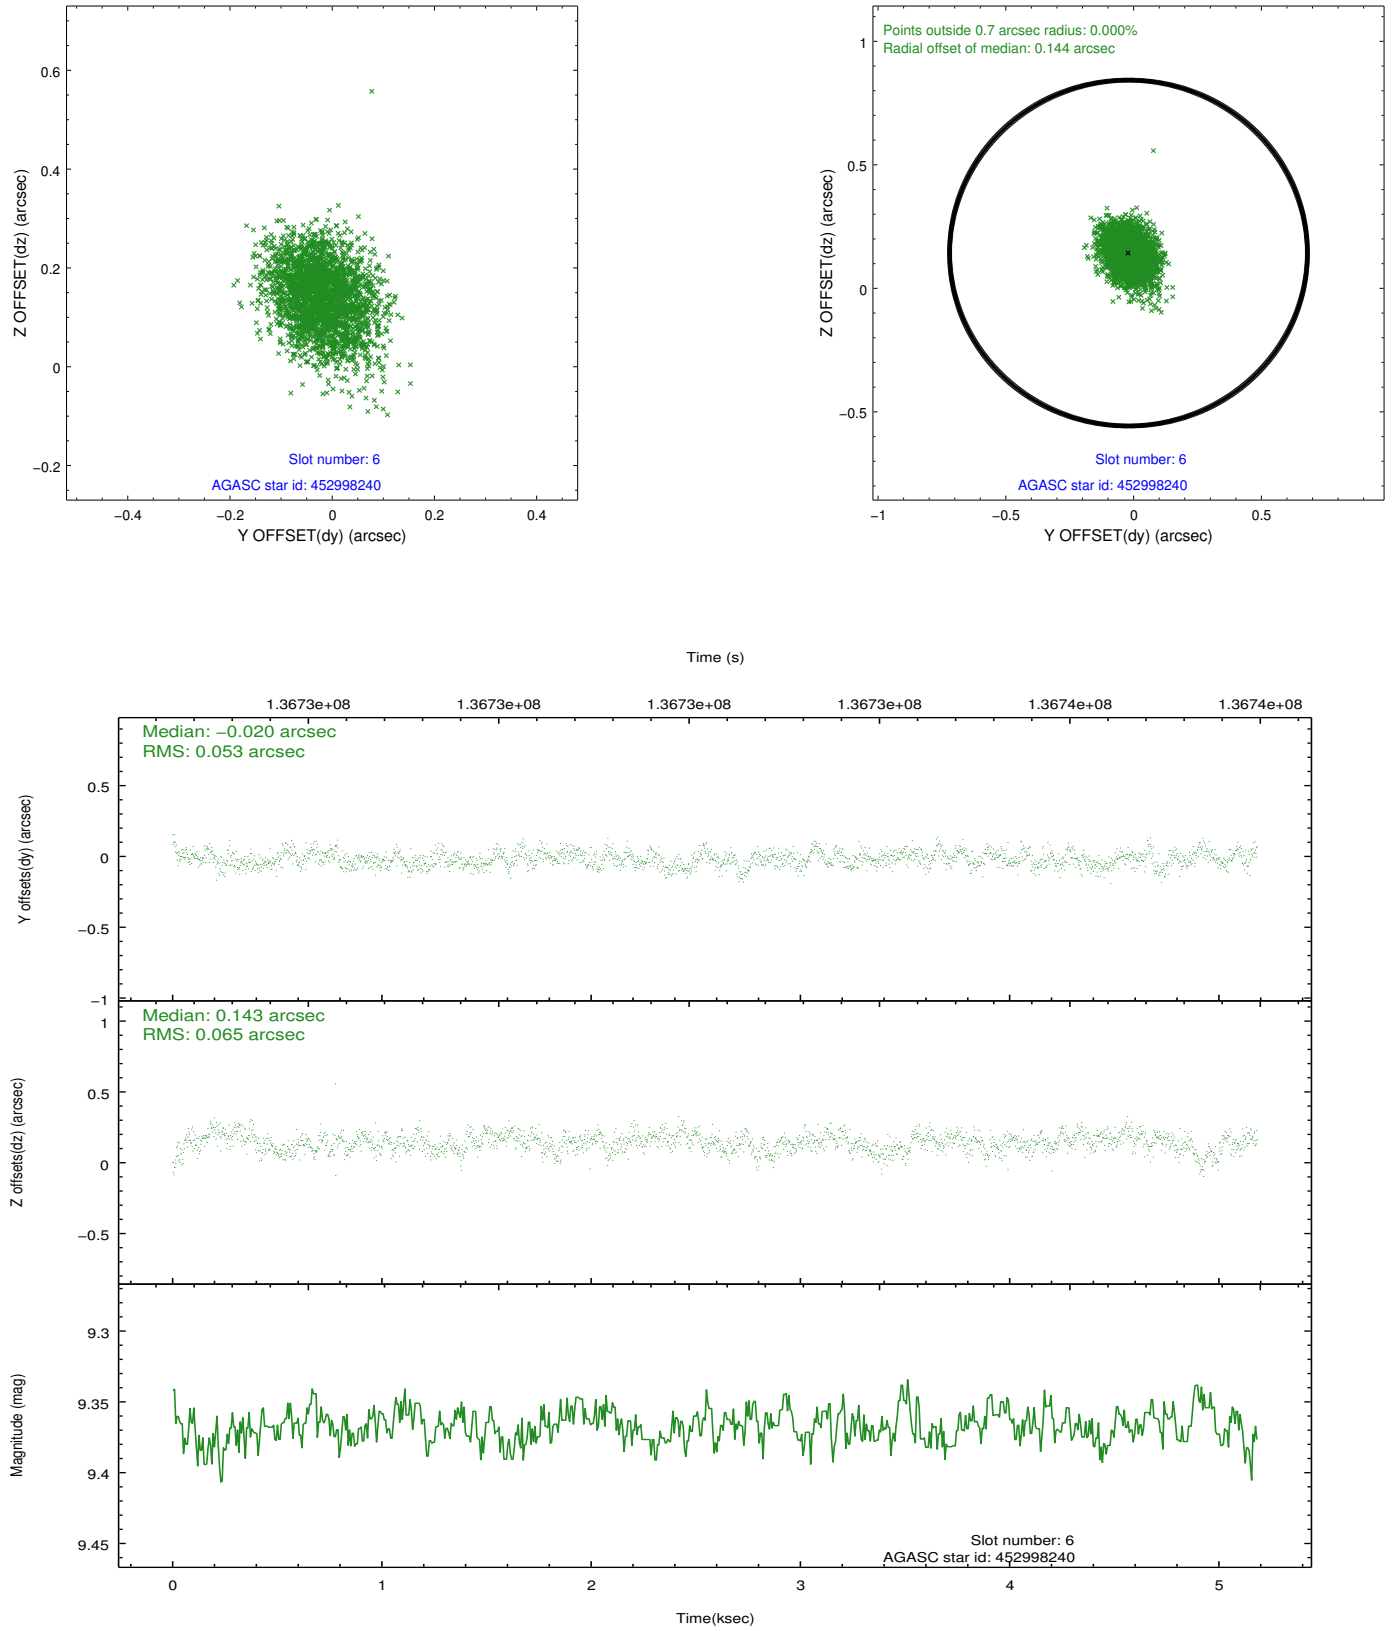 0.6
0.4
0.2
0
−0.2
Z OFFSET(dz) (arcsec)
Slot number: 6
AGASC star id: 452998240
−0.4 −0.2 0 0.2 0.4
Y OFFSET(dy) (arcsec)
Points outside 0.7 arcsec radius: 0.000%
Radial offset of median: 0.144 arcsec
1
0.5
0
−0.5
Z OFFSET(dz) (arcsec)
Slot number: 6
AGASC star id: 452998240
−1 −0.5 0 0.5
Y OFFSET(dy) (arcsec)
Time (s)
1.3673e+08 1.3673e+08 1.3673e+08 1.3673e+08 1.3674e+08 1.3674e+08
Median: −0.020 arcsec
RMS: 0.053 arcsec
0.5
0
−0.5
−1
Y offsets(dy) (arcsec)
Median: 0.143 arcsec
RMS: 0.065 arcsec
1
0.5
0
−0.5
Z offsets(dz) (arcsec)
9.3
9.35
9.4
9.45
Magnitude (mag)
Slot number: 6
AGASC star id: 452998240
0 1 2 3 4 5
Time(ksec)